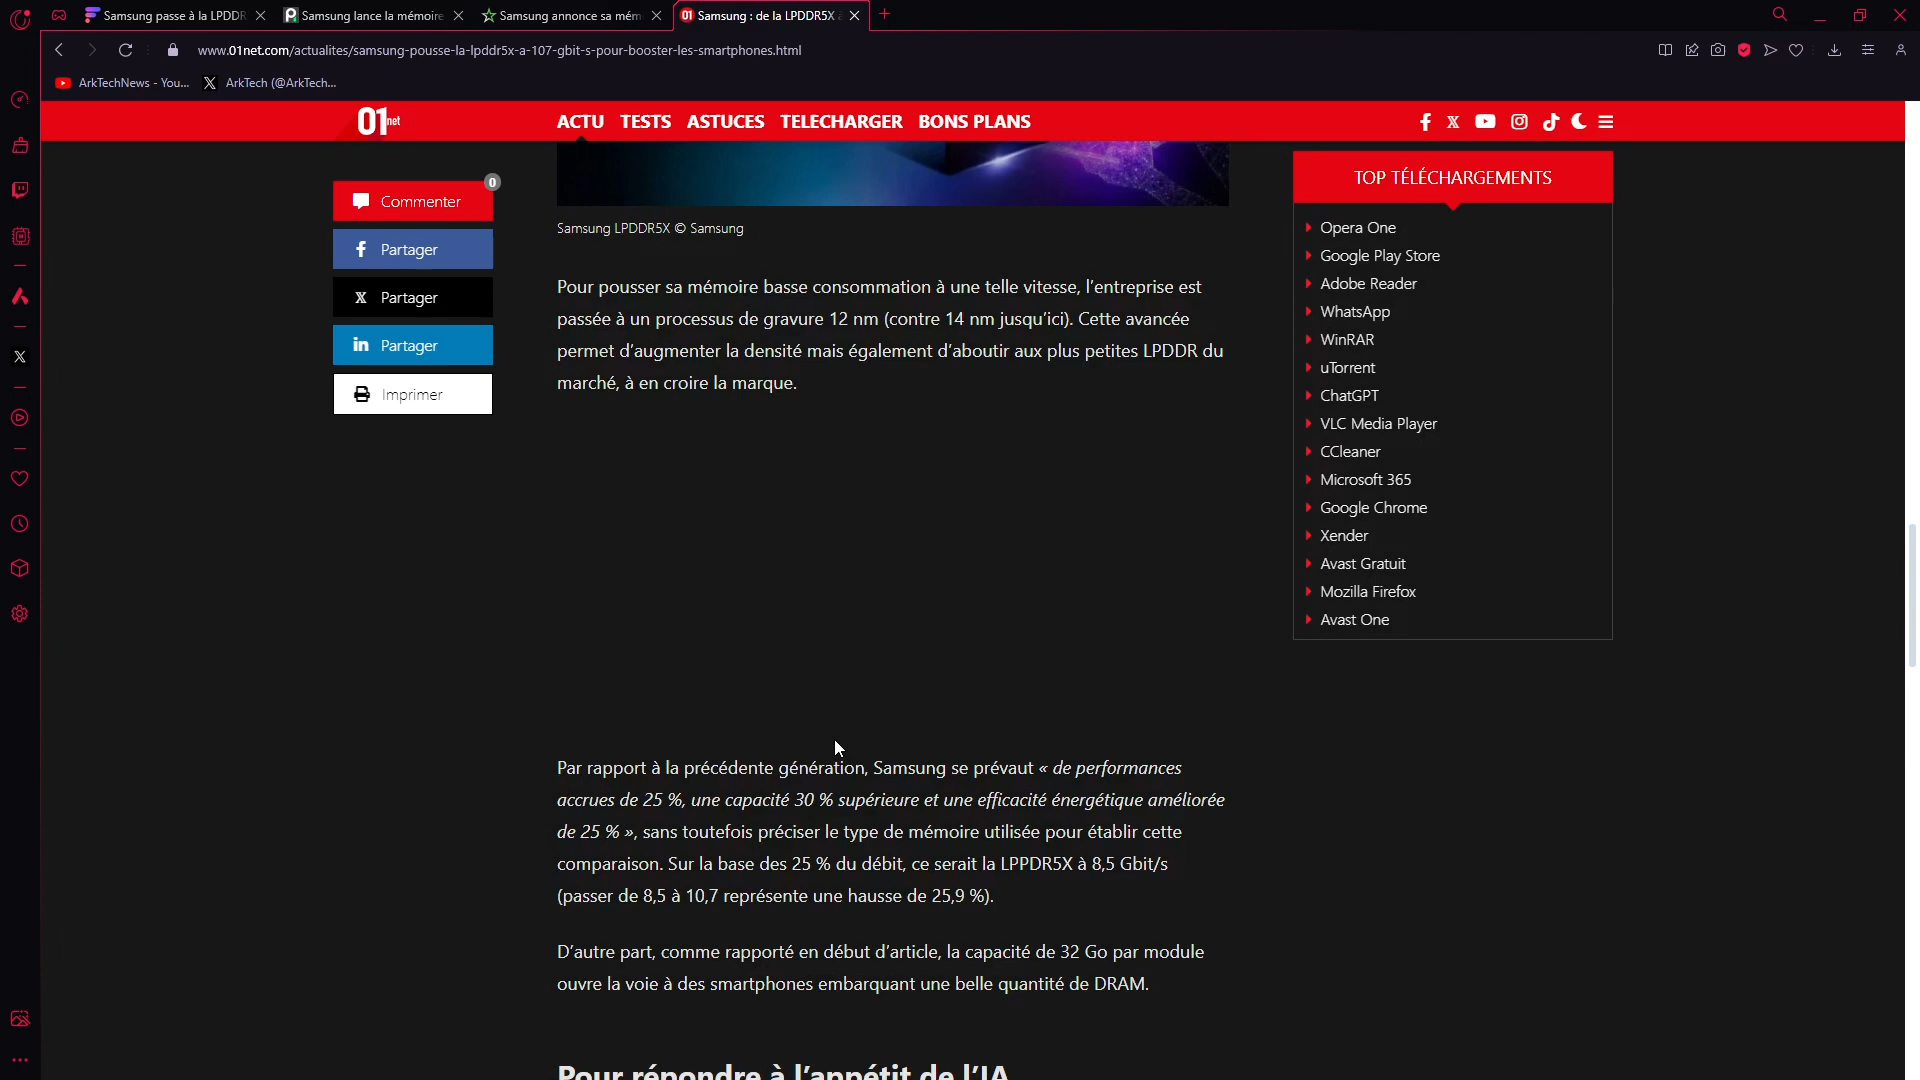 Samsung passe à la LPDDR
Samsung lance la mémoire
Samsung annonce sa mém
Samsung : de la LPDDR5X
www.01net.com/actualites/samsung-pousse-la-lpddr5x-a-107-gbit-s-pour-booster-les-smartphones.html
ArkTechNews - You...
ArkTech (@ArkTech...
01net
ACTU
TESTS
ASTUCES
TELECHARGER
BONS PLANS
0
Commenter
Partager
Partager
Partager
Imprimer
Samsung LPDDR5X © Samsung
Pour pousser sa mémoire basse consommation à une telle vitesse, l'entreprise est
passée à un processus de gravure 12 nm (contre 14 nm jusqu'ici). Cette avancée
permet d'augmenter la densité mais également d'aboutir aux plus petites LPDDR du
marché, à en croire la marque.
Par rapport à la précédente génération, Samsung se prévaut « de performances
accrues de 25 %, une capacité 30 % supérieure et une efficacité énergétique améliorée
de 25 % », sans toutefois préciser le type de mémoire utilisée pour établir cette
comparaison. Sur la base des 25 % du débit, ce serait la LPPDR5X à 8,5 Gbit/s
(passer de 8,5 à 10,7 représente une hausse de 25,9 %).
D'autre part, comme rapporté en début d'article, la capacité de 32 Go par module
ouvre la voie à des smartphones embarquant une belle quantité de DRAM.
Pour répondre à l'appétit de l'IA
TOP TÉLÉCHARGEMENTS
Opera One
Google Play Store
Adobe Reader
WhatsApp
WinRAR
uTorrent
ChatGPT
VLC Media Player
CCleaner
Microsoft 365
Google Chrome
Xender
Avast Gratuit
Mozilla Firefox
Avast One